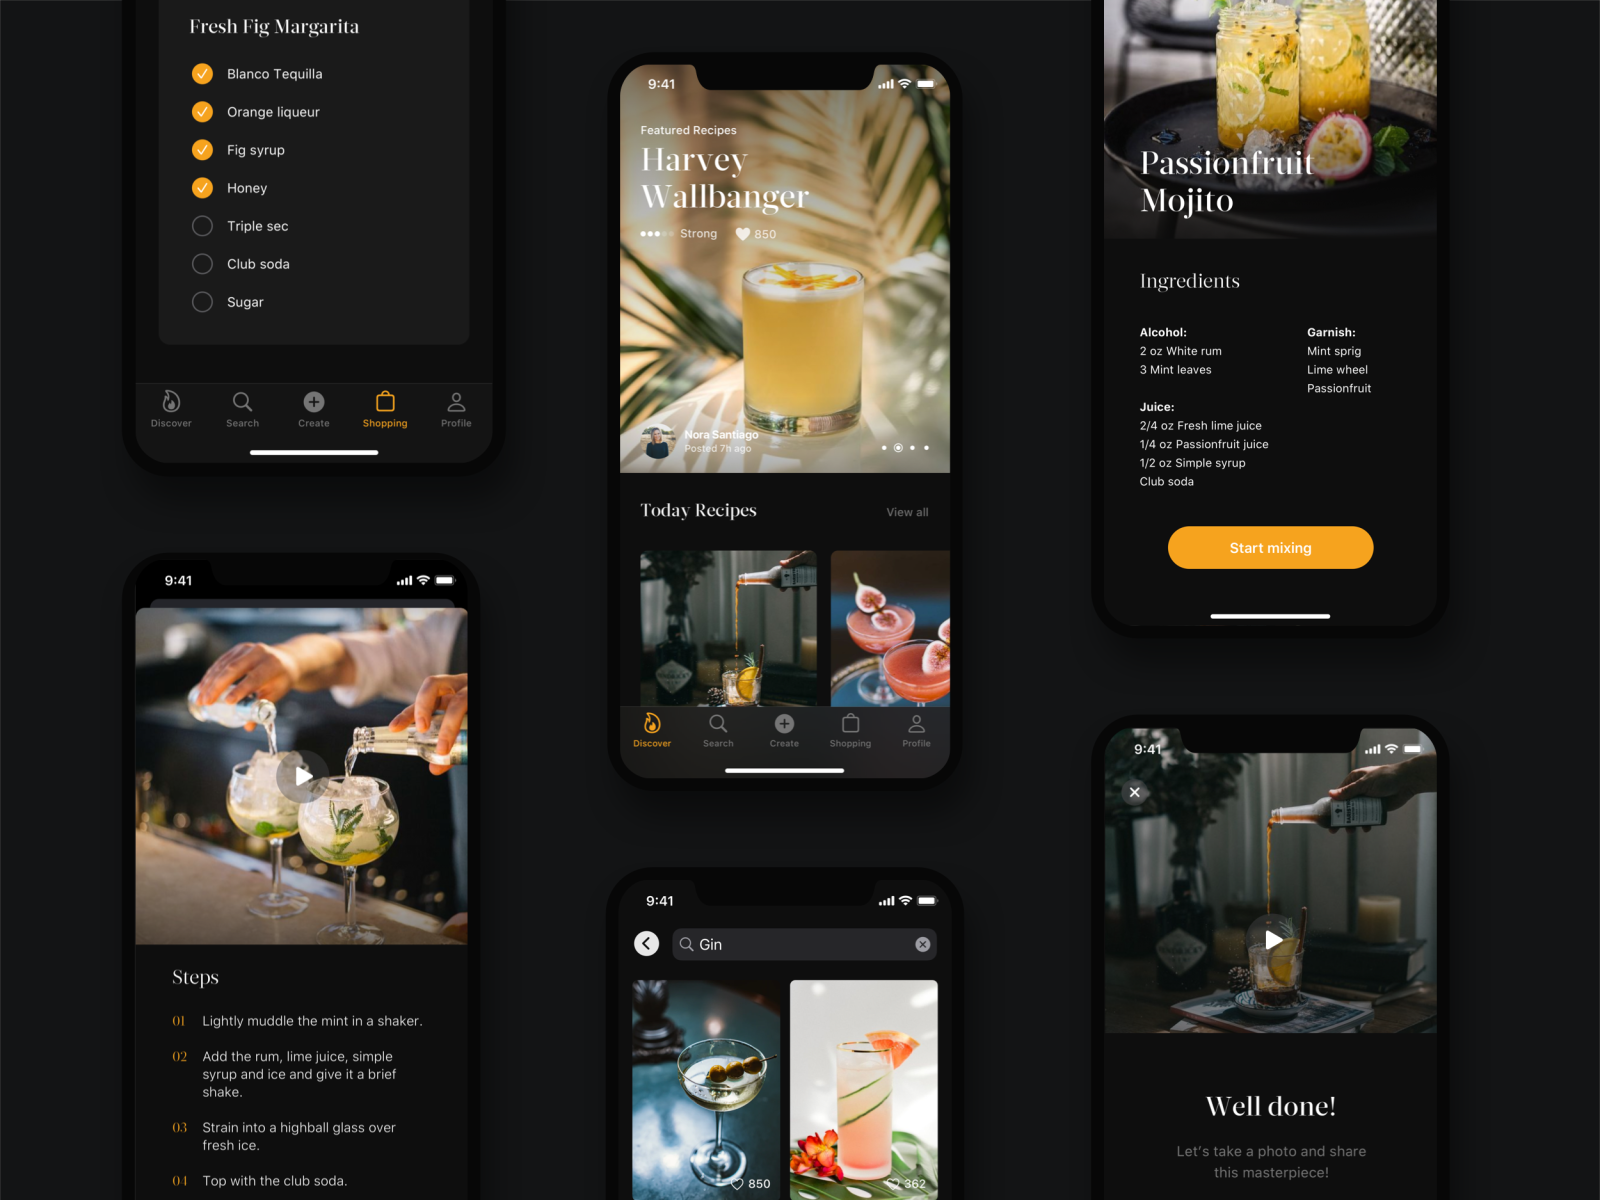 Fresh Fig Margarita
Blanco Tequilla
Orange liqueur
Fig syrup
Honey
Triple sec
Club soda
Sugar
Discover
Search
Create
Shopping
Profile
9:41
Steps
01 Lightly muddle the mint in a shaker.
02 Add the rum, lime juice, simple
syrup and ice and give it a brief
shake.
03 Strain into a highball glass over
fresh ice.
04 Top with the club soda.
9:41
Featured Recipes
Harvey
Wallbanger
Strong 850
Nora Santiago
Posted 7h ago
Today Recipes
View all
Discover
Search
Create
Shopping
Profile
9:41
Gin
850
362
Passionfruit
Mojito
Ingredients
Alcohol:
2 oz White rum
3 Mint leaves
Garnish:
Mint sprig
Lime wheel
Passionfruit
Juice:
2/4 oz Fresh lime juice
1/4 oz Passionfruit juice
1/2 oz Simple syrup
Club soda
Start mixing
9:41
Well done!
Let's take a photo and share
this masterpiece!